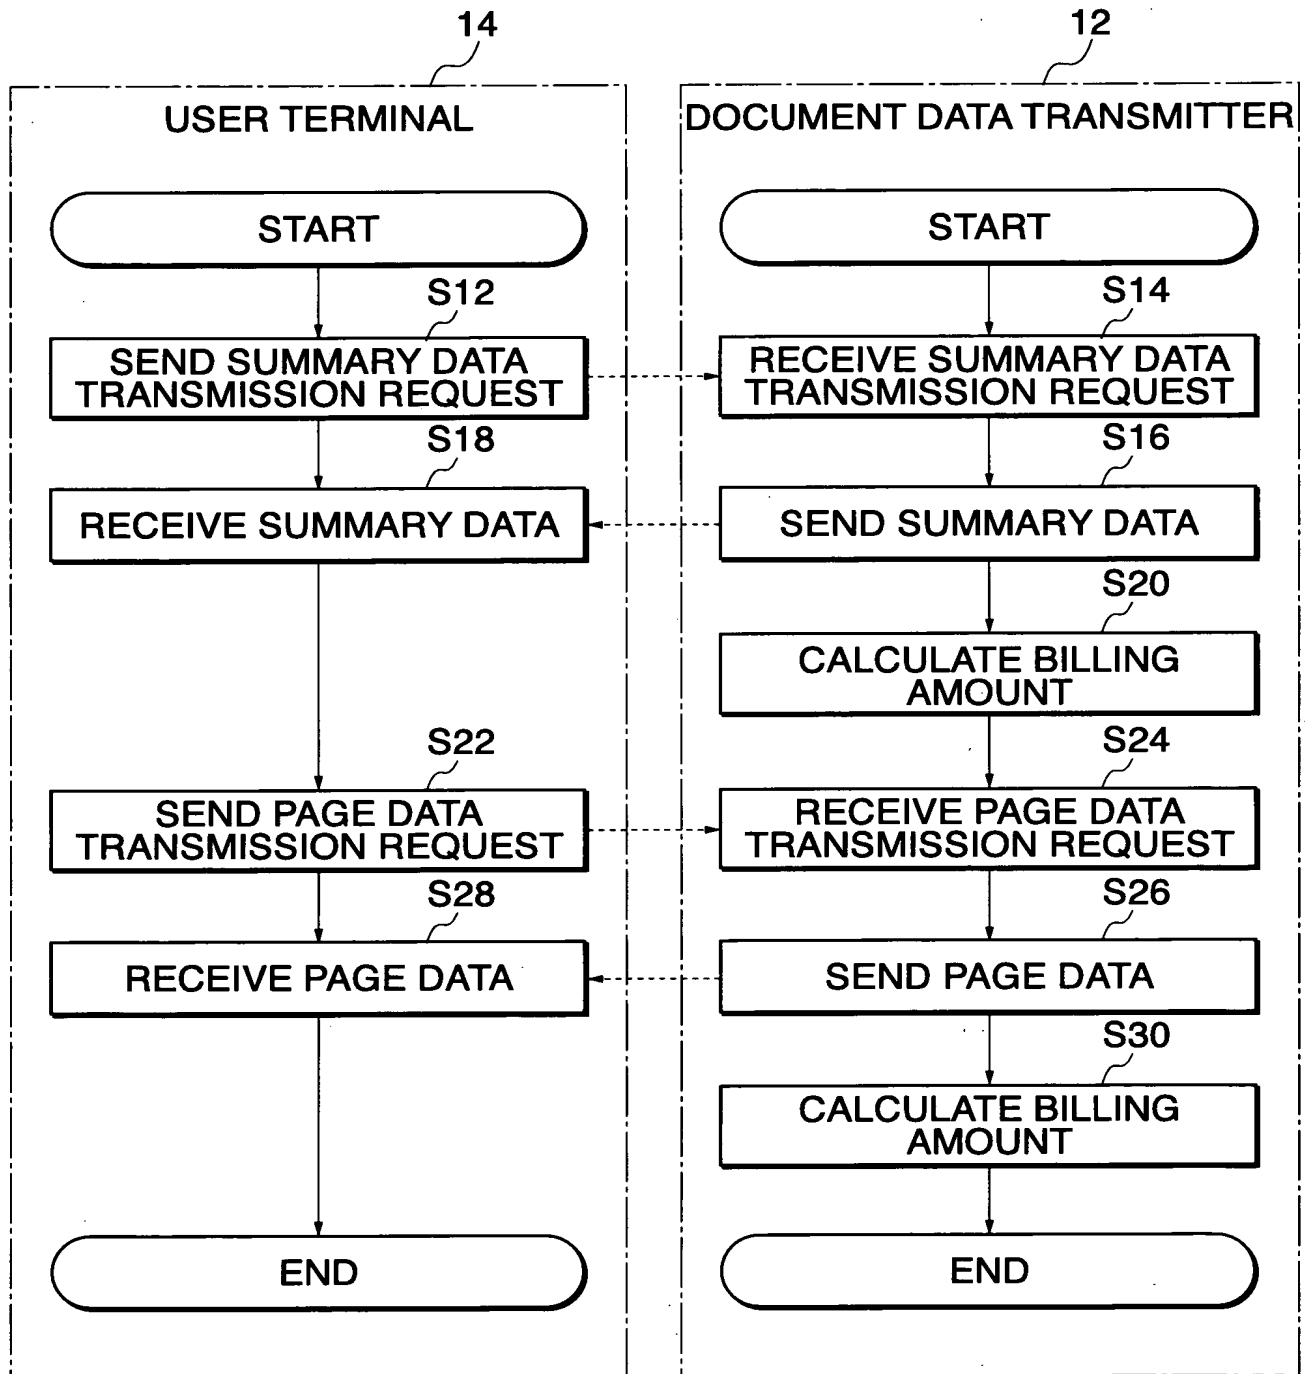 14
USER TERMINAL
START
S12
SEND SUMMARY DATA
TRANSMISSION REQUEST
S18
RECEIVE SUMMARY DATA
S22
SEND PAGE DATA
TRANSMISSION REQUEST
S28
RECEIVE PAGE DATA
END
12
DOCUMENT DATA TRANSMITTER
START
S14
RECEIVE SUMMARY DATA
TRANSMISSION REQUEST
S16
SEND SUMMARY DATA
S20
CALCULATE BILLING
AMOUNT
S24
RECEIVE PAGE DATA
TRANSMISSION REQUEST
S26
SEND PAGE DATA
S30
CALCULATE BILLING
AMOUNT
END